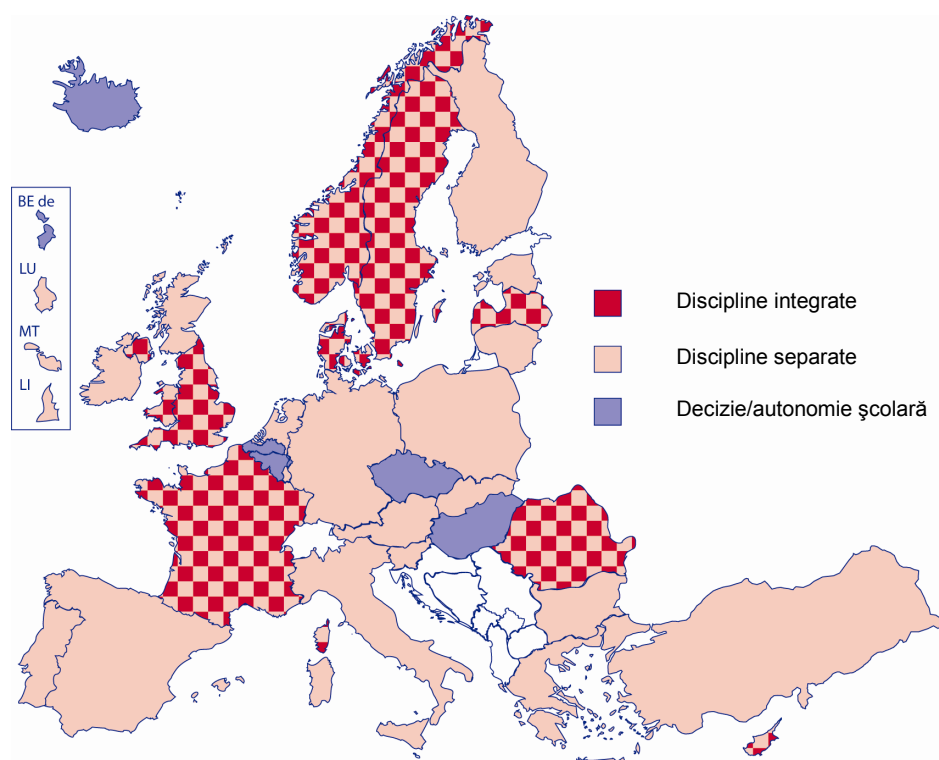 BE de
LU
MT
LI
Discipline integrate
Discipline separate
Decizie/autonomie şcolară